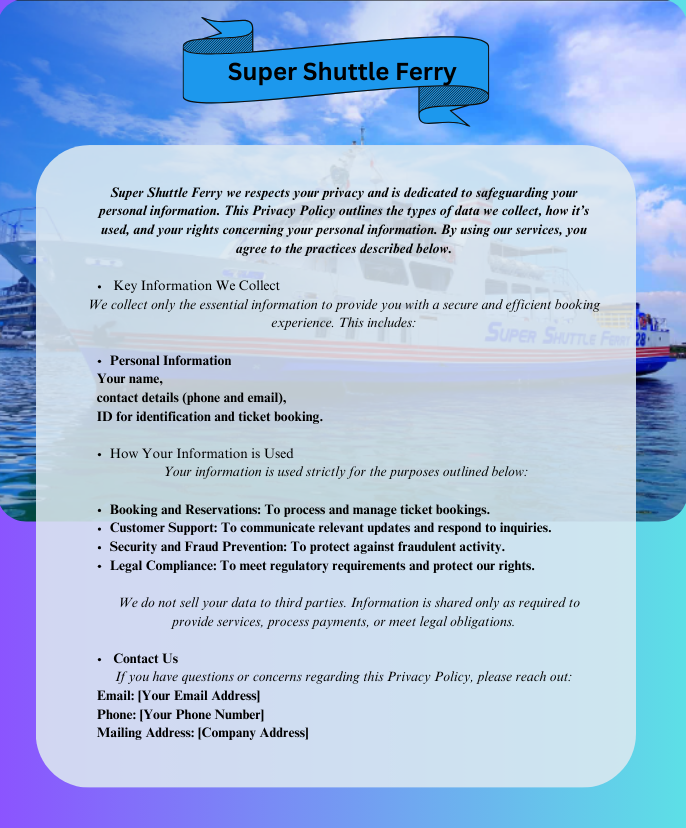 Super Shuttle Ferry
Super Shuttle Ferry we respects your privacy and is dedicated to safeguarding your
personal information. This Privacy Policy outlines the types of data we collect, how it's
used, and your rights concerning your personal information. By using our services, you
agree to the practices described below.
• Key Information We Collect
We collect only the essential information to provide you with a secure and efficient booking
experience. This includes:
SUPER SHUTTLE FERRY 28
• Personal Information
Your name,
contact details (phone and email),
ID for identification and ticket booking.
• How Your Information is Used
Your information is used strictly for the purposes outlined below:
• Booking and Reservations: To process and manage ticket bookings.
• Customer Support: To communicate relevant updates and respond to inquiries.
• Security and Fraud Prevention: To protect against fraudulent activity.
• Legal Compliance: To meet regulatory requirements and protect our rights.
We do not sell your data to third parties. Information is shared only as required to
provide services, process payments, or meet legal obligations.
• Contact Us
If you have questions or concerns regarding this Privacy Policy, please reach out:
Email: [Your Email Address]
Phone: [Your Phone Number]
Mailing Address: [Company Address]